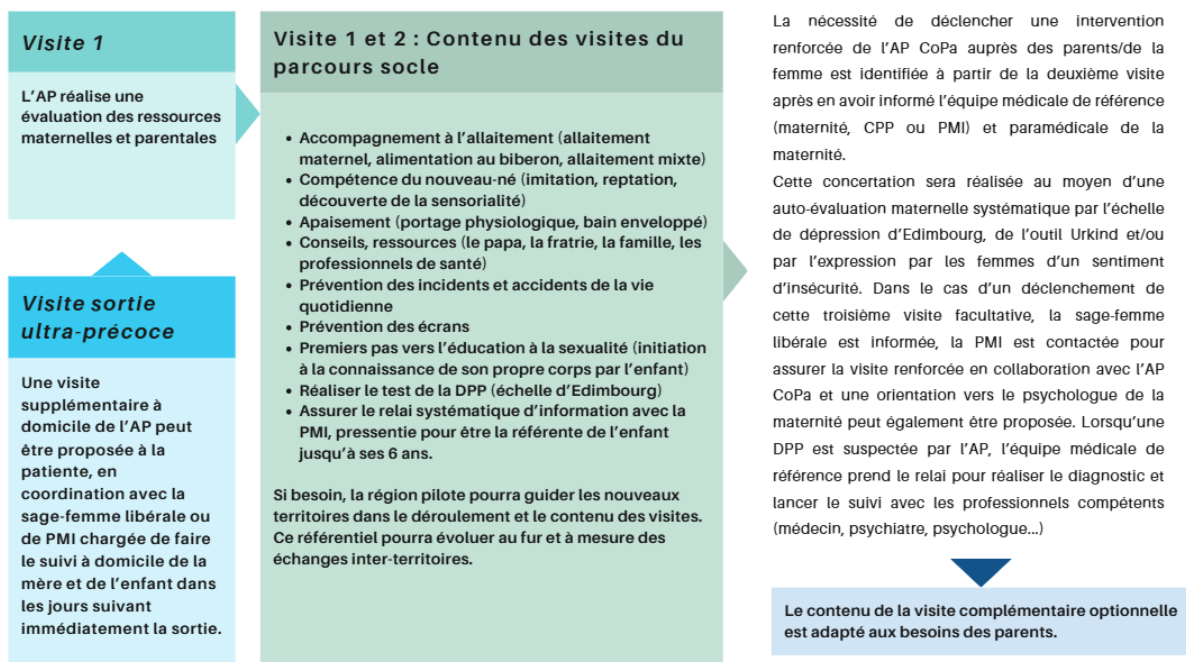 Visite 1
L'AP réalise une
évaluation des ressources
maternelles et parentales
Visite sortie
ultra-précoce
Une visite
supplémentaire à
domicile de l'AP peut
être proposée à la
patiente, en
coordination avec la
sage-femme libérale ou
de PMI chargée de faire
le suivi à domicile de la
mère et de l'enfant dans
les jours suivant
immédiatement la sortie.
Visite 1 et 2 : Contenu des visites du
parcours socle
• Accompagnement à l'allaitement (allaitement
maternel, alimentation au biberon, allaitement mixte)
• Compétence du nouveau-né (imitation, reptation,
découverte de la sensorialité)
• Apaisement (portage physiologique, bain enveloppé)
• Conseils, ressources (le papa, la fratrie, la famille, les
professionnels de santé)
• Prévention des incidents et accidents de la vie
quotidienne
• Prévention des écrans
• Premiers pas vers l'éducation à la sexualité (initiation
à la connaissance de son propre corps par l'enfant)
• Réaliser le test de la DPP (échelle d'Edimbourg)
• Assurer le relai systématique d'information avec la
PMI, pressentie pour être la référente de l'enfant
jusqu'à ses 6 ans.
Si besoin, la région pilote pourra guider les nouveaux
territoires dans le déroulement et le contenu des visites.
Ce référentiel pourra évoluer au fur et à mesure des
échanges inter-territoires.
La nécessité de déclencher une intervention
renforcée de l'AP CoPa auprès des parents/de la
femme est identifiée à partir de la deuxième visite
après en avoir informé l'équipe médicale de référence
(maternité, CPP ou PMI) et paramédicale de la
maternité.
Cette concertation sera réalisée au moyen d'une
auto-évaluation maternelle systématique par l'échelle
de dépression d'Edimbourg, de l'outil Urkind et/ou
par l'expression par les femmes d'un sentiment
d'insécurité. Dans le cas d'un déclenchement de
cette troisième visite facultative, la sage-femme
libérale est informée, la PMI est contactée pour
assurer la visite renforcée en collaboration avec l'AP
CoPa et une orientation vers le psychologue de la
maternité peut également être proposée. Lorsqu'une
DPP est suspectée par l'AP, l'équipe médicale de
référence prend le relai pour réaliser le diagnostic et
lancer le suivi avec les professionnels compétents
(médecin, psychiatre, psychologue...)
Le contenu de la visite complémentaire optionnelle
est adapté aux besoins des parents.